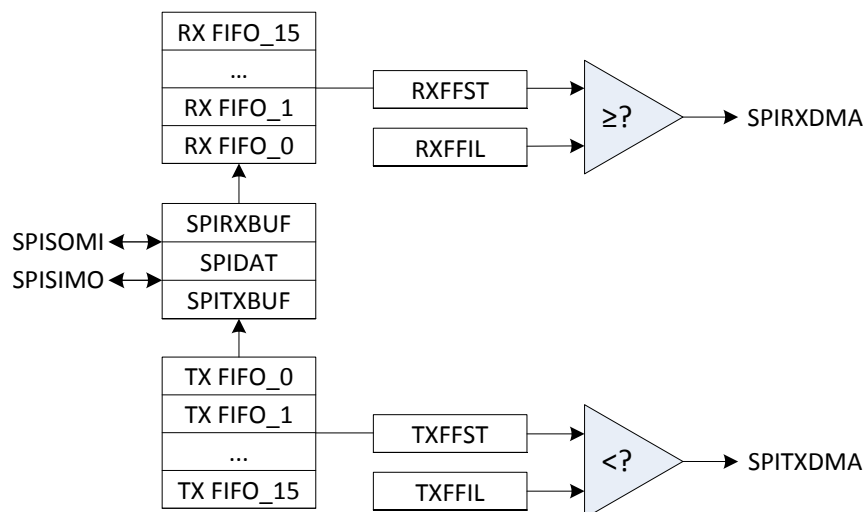 RX FIFO_15
...
RX FIFO_1
RX FIFO_0
RXFFST
RXFFIL
≥?
SPIRXDMA
SPISOMI
SPISIMO
SPIRXBUF
SPIDAT
SPITXBUF
TX FIFO_0
TX FIFO_1
...
TX FIFO_15
TXFFST
TXFFIL
<?
SPITXDMA